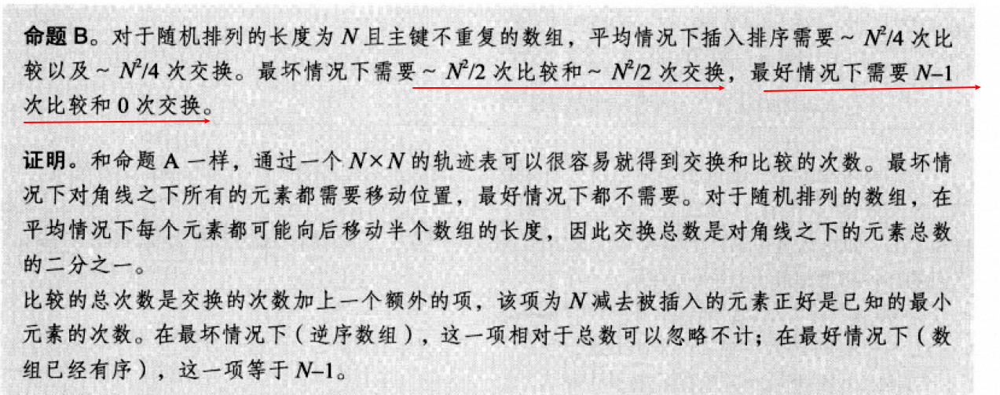 命题 B。对于随机排列的长度为 N 且主键不重复的数组，平均情况下插入排序需要～ N²/4 次比
较以及～ N²/4 次交换。最坏情况下需要～ N²/2 次比较和～ N²/2 次交换，最好情况下需要 N–1
次比较和 0 次交换。
证明。和命题 A 一样，通过一个 N×N 的轨迹表可以很容易就得到交换和比较的次数。最坏情
况下对角线之下所有的元素都需要移动位置，最好情况下都不需要。对于随机排列的数组，在
平均情况下每个元素都可能向后移动半个数组的长度，因此交换总数是对角线之下的元素总数
的二分之一。
比较的总次数是交换的次数加上一个额外的项，该项为 N 减去被插入的元素正好是已知的最小
元素的次数。在最坏情况下（逆序数组），这一项相对于总数可以忽略不计；在最好情况下（数
组已经有序），这一项等于 N–1。